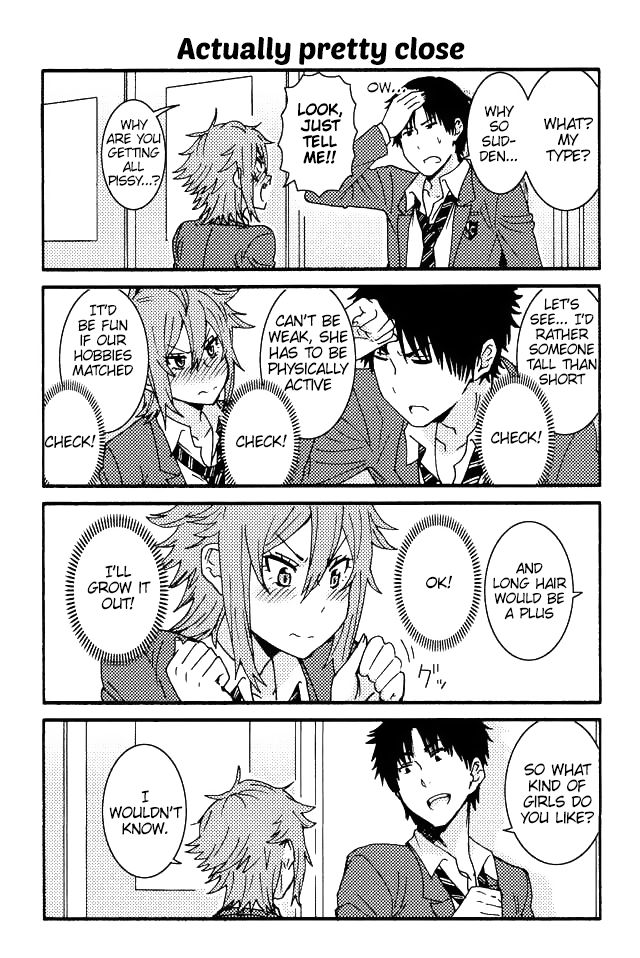 Actually pretty close
WHAT?
MY
TYPE?
WHY
SO
SUD-
DEN...
OW...
LOOK,
JUST
TELL
ME!!
WHY
ARE YOU
GETTING
ALL
PISSY...?
LET'S
SEE... I'D
RATHER
SOMEONE
TALL THAN
SHORT
CHECK!
CAN'T BE
WEAK, SHE
HAS TO BE
PHYSICALLY
ACTIVE
CHECK!
IT'D
BE FUN
IF OUR
HOBBIES
MATCHED
CHECK!
AND
LONG HAIR
WOULD
BE A PLUS
OK!
グッ
I'LL
GROW IT
OUT!
SO WHAT
KIND OF
GIRLS DO
YOU LIKE?
I
WOULDN'T
KNOW.